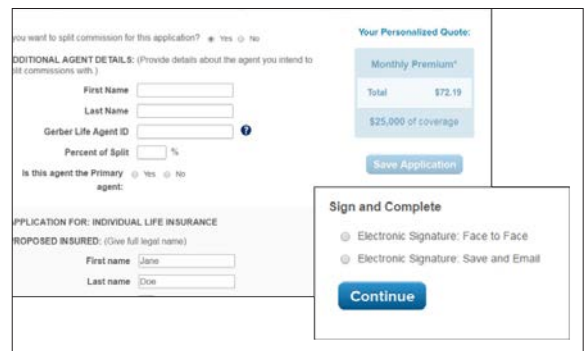 you want to split commission for this application? Yes No
DDITIONAL AGENT DETAILS: (Provide details about the agent you intend to
plit commissions with.)
First Name
Last Name
Gerber Life Agent ID
Percent of Split %
Is this agent the Primary Yes No
agent:
APPLICATION FOR: INDIVIDUAL LIFE INSURANCE
PROPOSED INSURED: (Give full legal name)
First name Jane
Last name Doe
Your Personalized Quote:
Monthly Premium*
Total $72.19
$25,000 of coverage
Save Application
Sign and Complete
Electronic Signature: Face to Face
Electronic Signature: Save and Email
Continue